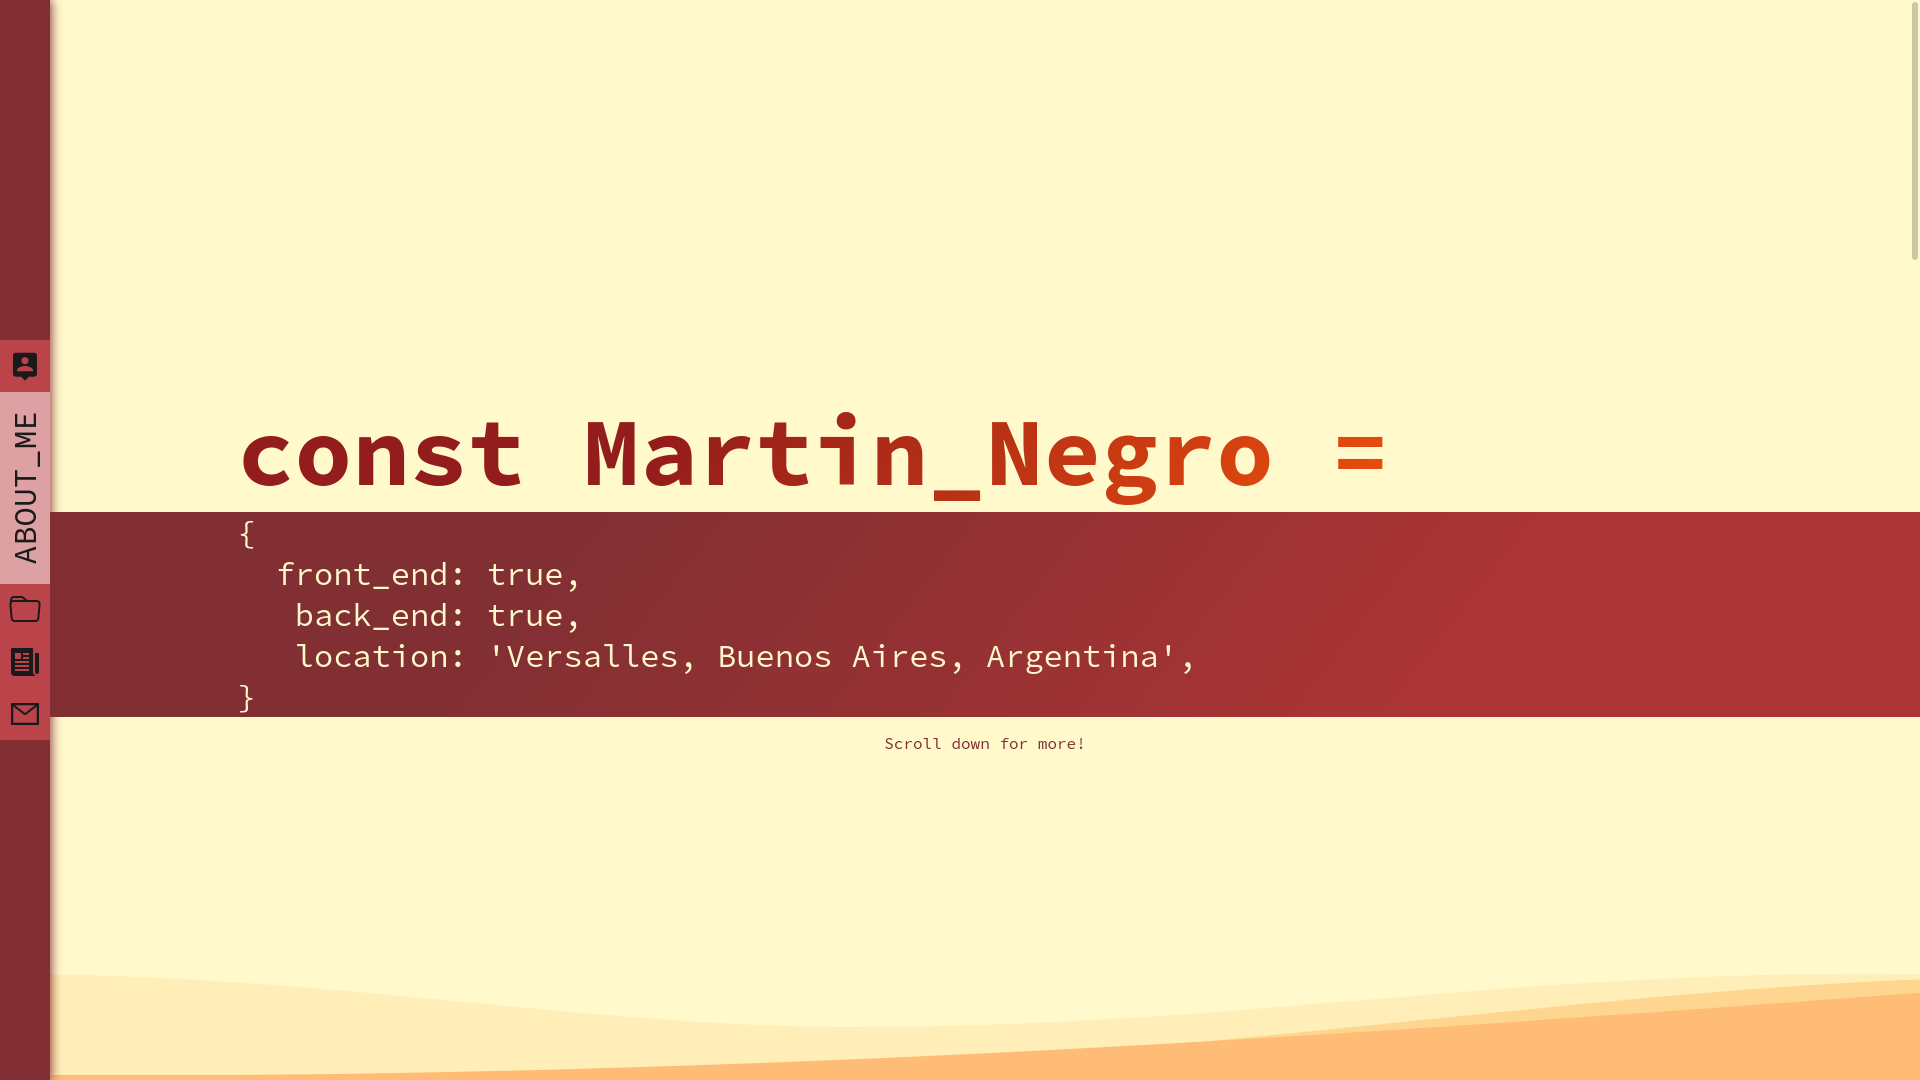 ABOUT_ME
const Martin_Negro =
{
front_end: true,
back_end: true,
location: 'Versalles, Buenos Aires, Argentina',
}
Scroll down for more!